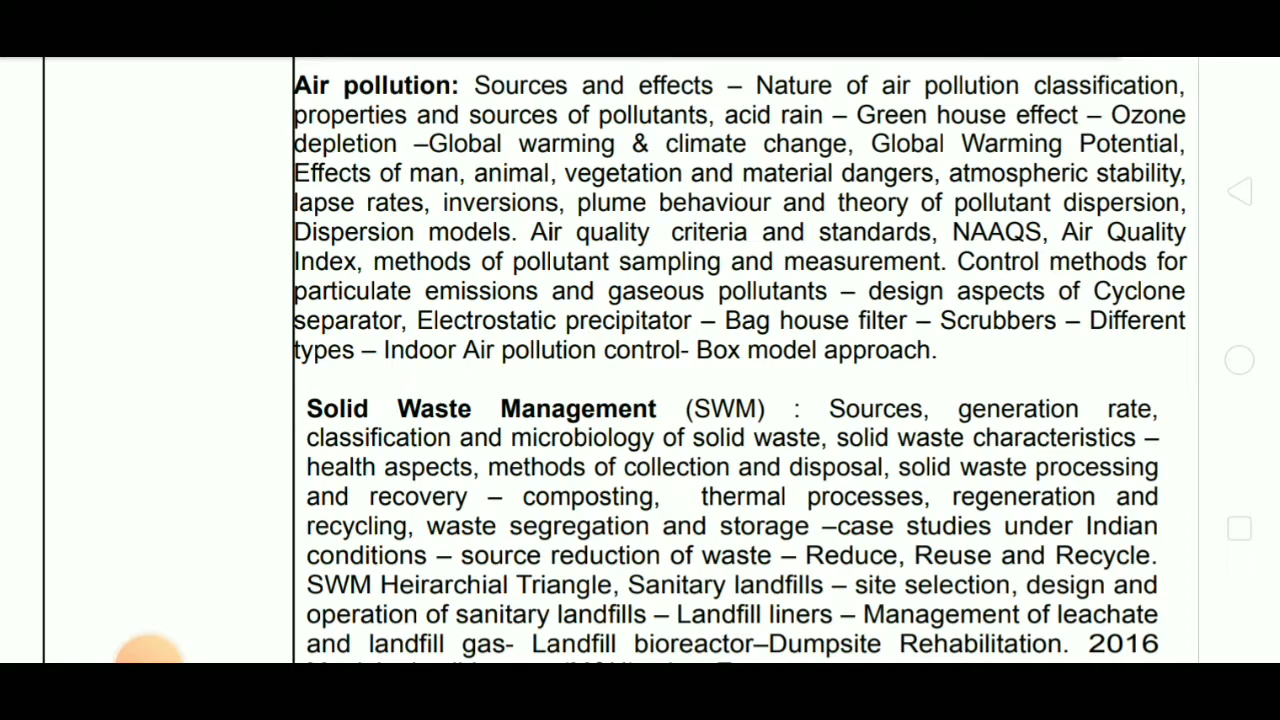 Air pollution: Sources and effects – Nature of air pollution classification,
properties and sources of pollutants, acid rain – Green house effect – Ozone
depletion –Global warming & climate change, Global Warming Potential,
Effects of man, animal, vegetation and material dangers, atmospheric stability,
lapse rates, inversions, plume behaviour and theory of pollutant dispersion,
Dispersion models. Air quality criteria and standards, NAAQS, Air Quality
Index, methods of pollutant sampling and measurement. Control methods for
particulate emissions and gaseous pollutants – design aspects of Cyclone
separator, Electrostatic precipitator – Bag house filter – Scrubbers – Different
types – Indoor Air pollution control- Box model approach.
Solid Waste Management (SWM) : Sources, generation rate,
classification and microbiology of solid waste, solid waste characteristics –
health aspects, methods of collection and disposal, solid waste processing
and recovery – composting, thermal processes, regeneration and
recycling, waste segregation and storage –case studies under Indian
conditions – source reduction of waste – Reduce, Reuse and Recycle.
SWM Heirarchial Triangle, Sanitary landfills – site selection, design and
operation of sanitary landfills – Landfill liners – Management of leachate
and landfill gas- Landfill bioreactor–Dumpsite Rehabilitation. 2016